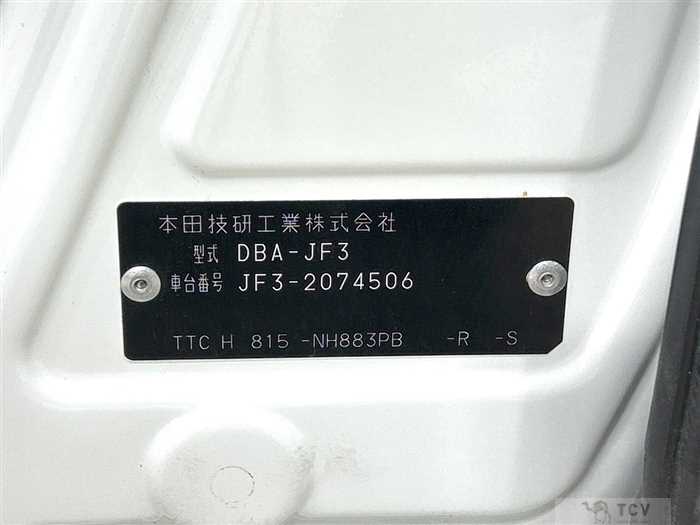 本田技研工業株式会社
型式 DBA-JF3
車台番号 JF3-2074506
TTC H 815 -NH883PB -R -S
TCV